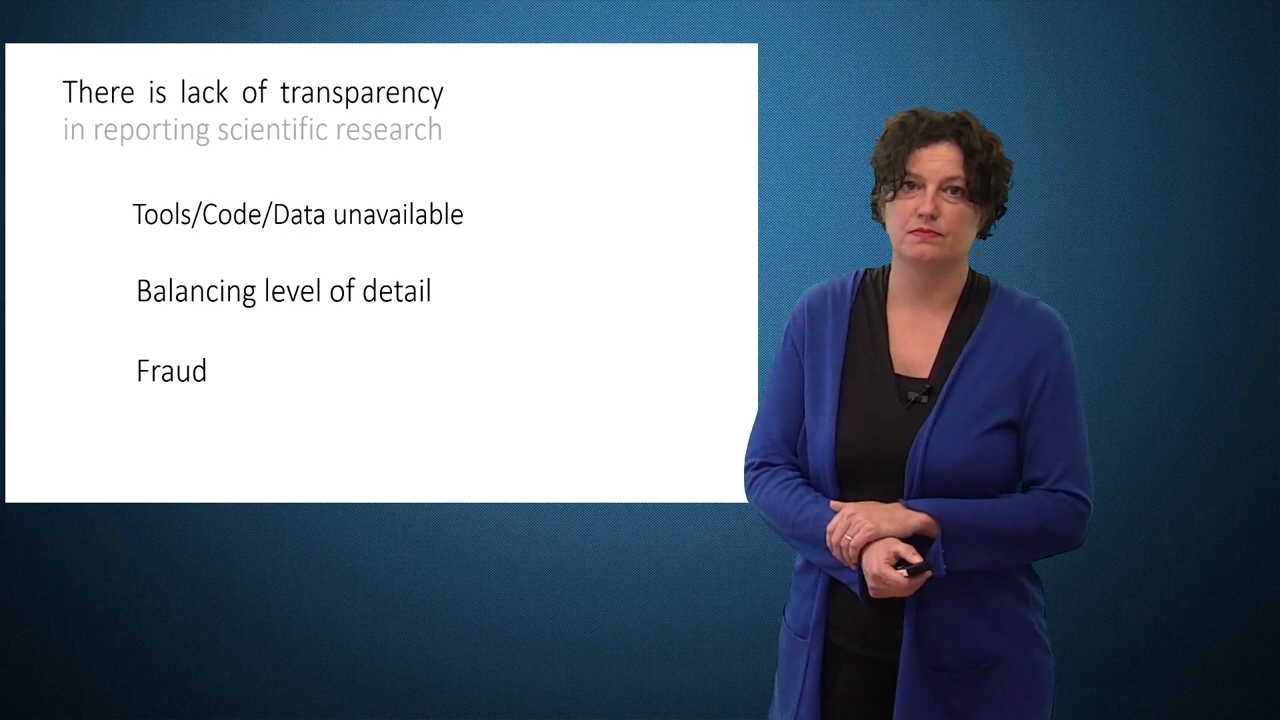 There is lack of transparency
in reporting scientific research
Tools/Code/Data unavailable
Balancing level of detail
Fraud